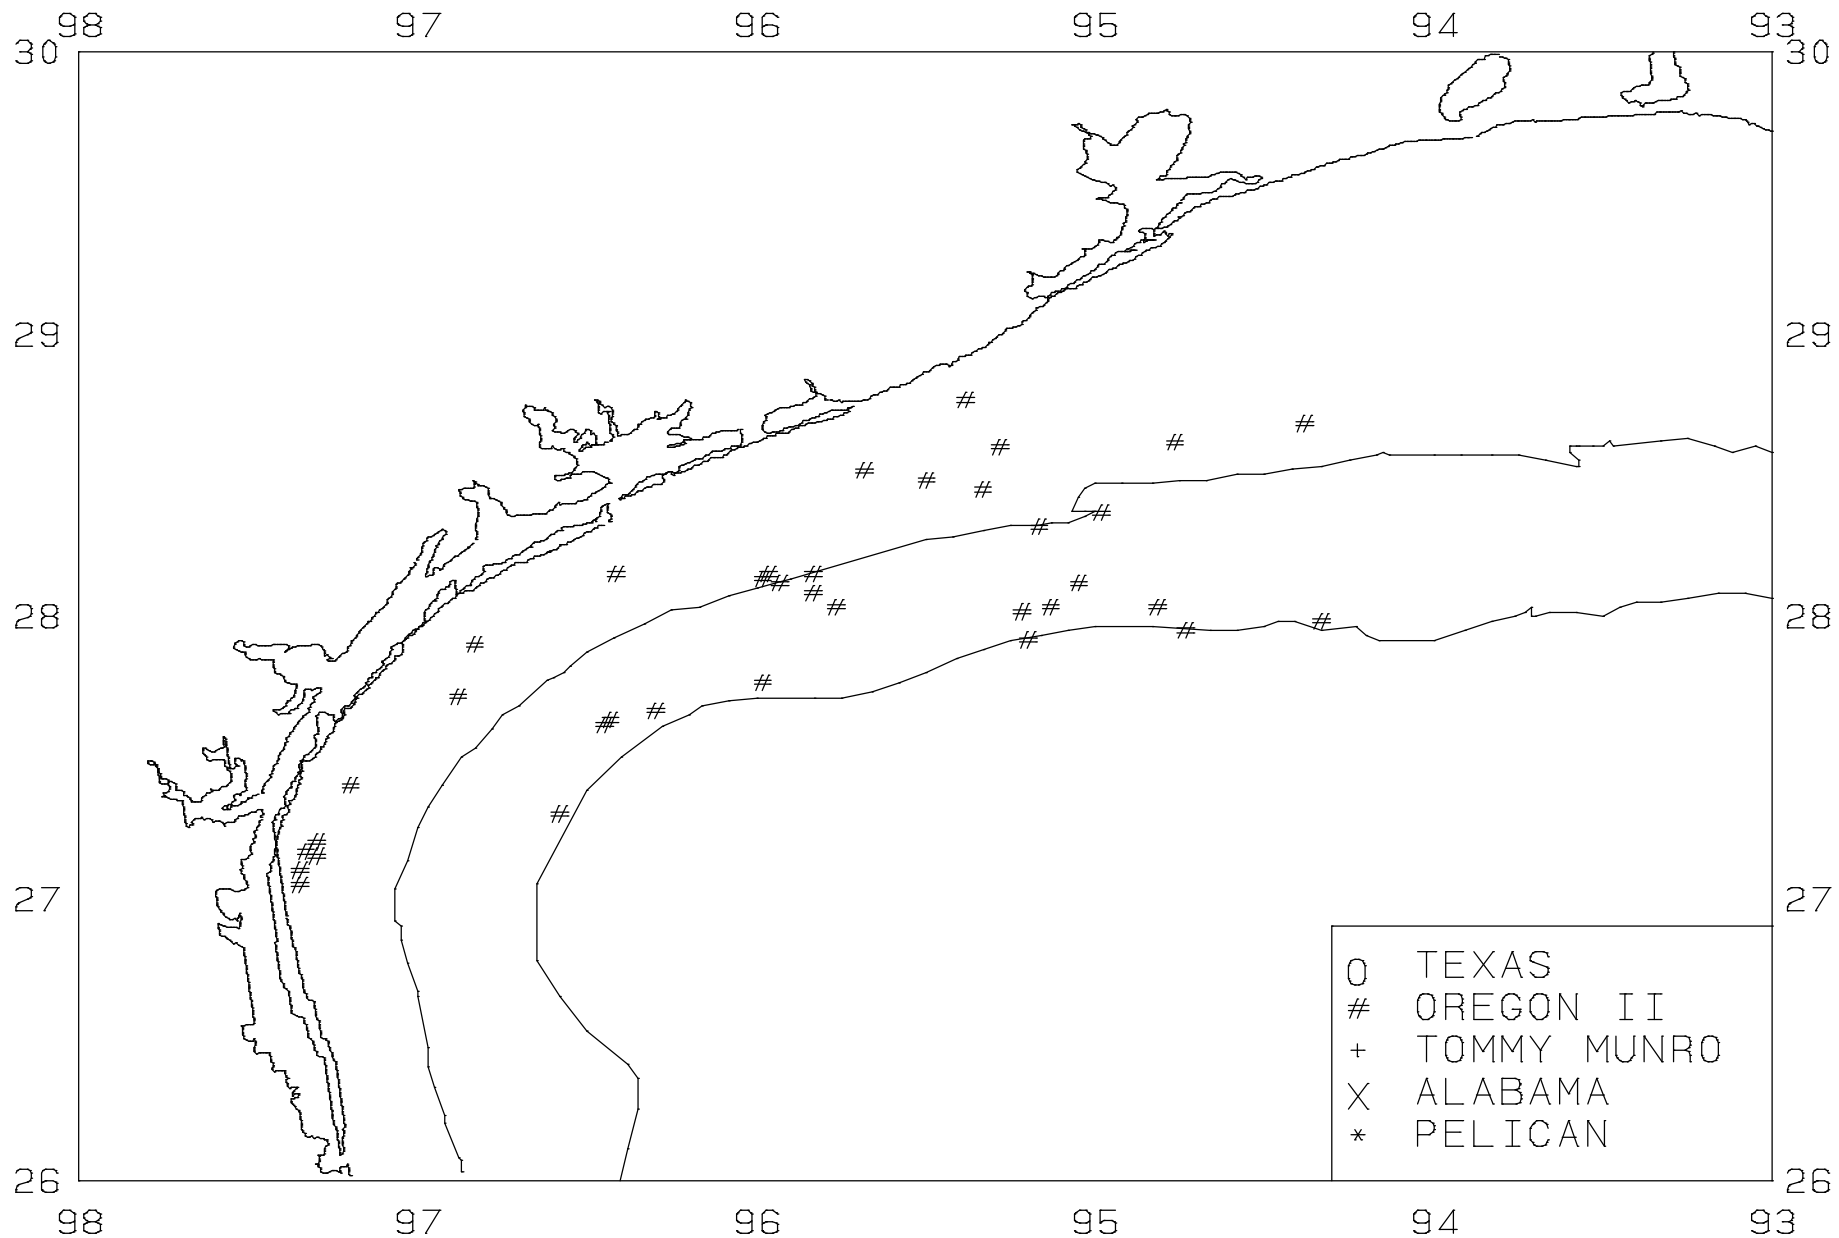 98 97 96 95 94 93
30 30
29 29
28 28
27 27
O TEXAS
# OREGON II
+ TOMMY MUNRO
X ALABAMA
* PELICAN
26 26
98 97 96 95 94 93